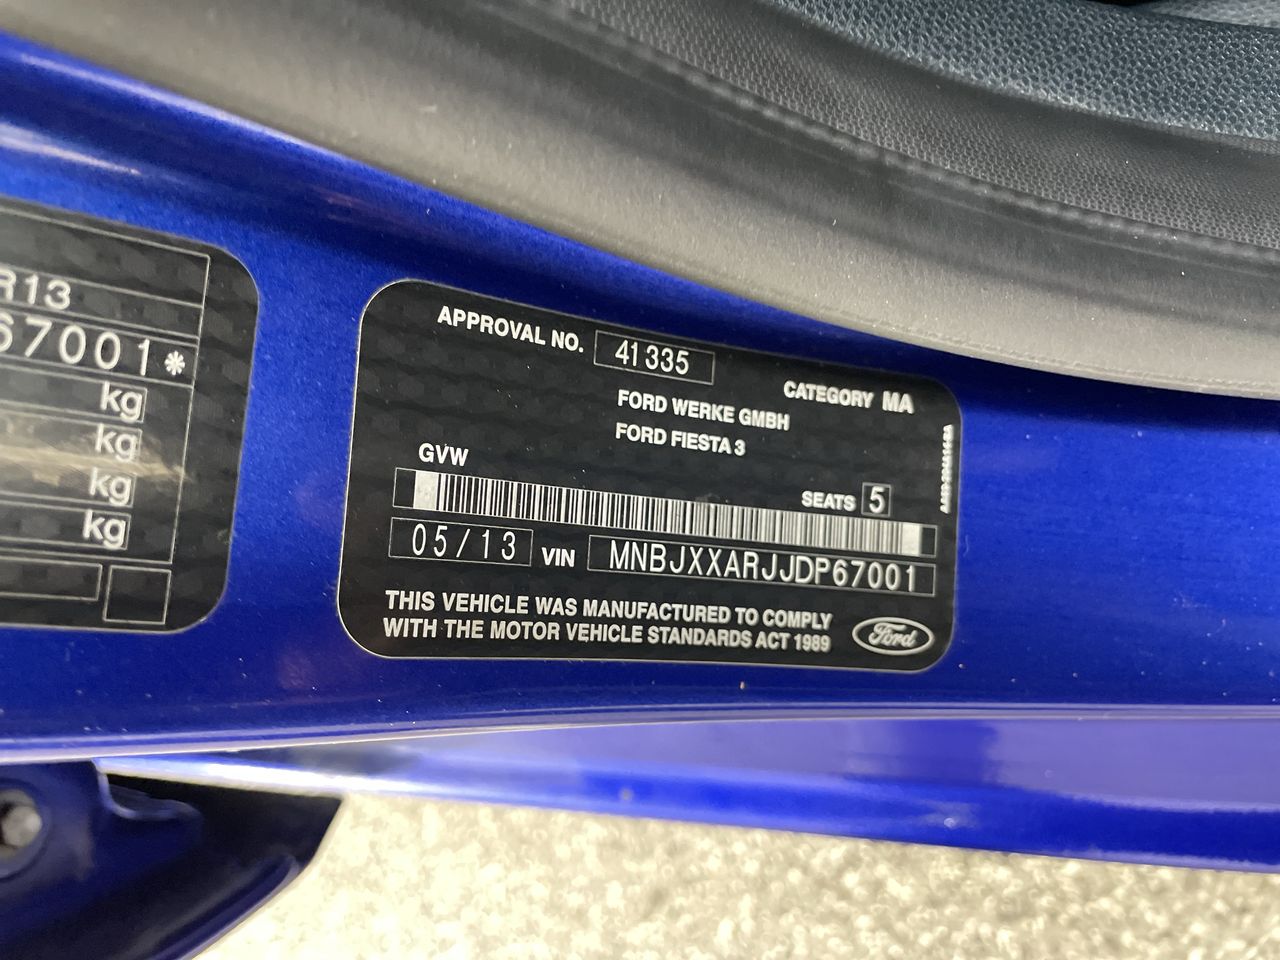 R13
67001*
kg
kg
kg
kg
APPROVAL NO. 41335
CATEGORY MA
FORD WERKE GMBH
FORD FIESTA 3
GVW
SEATS 5
05/13 VIN MNBJXXARJJDP67001
THIS VEHICLE WAS MANUFACTURED TO COMPLY
WITH THE MOTOR VEHICLE STANDARDS ACT 1989
Ford